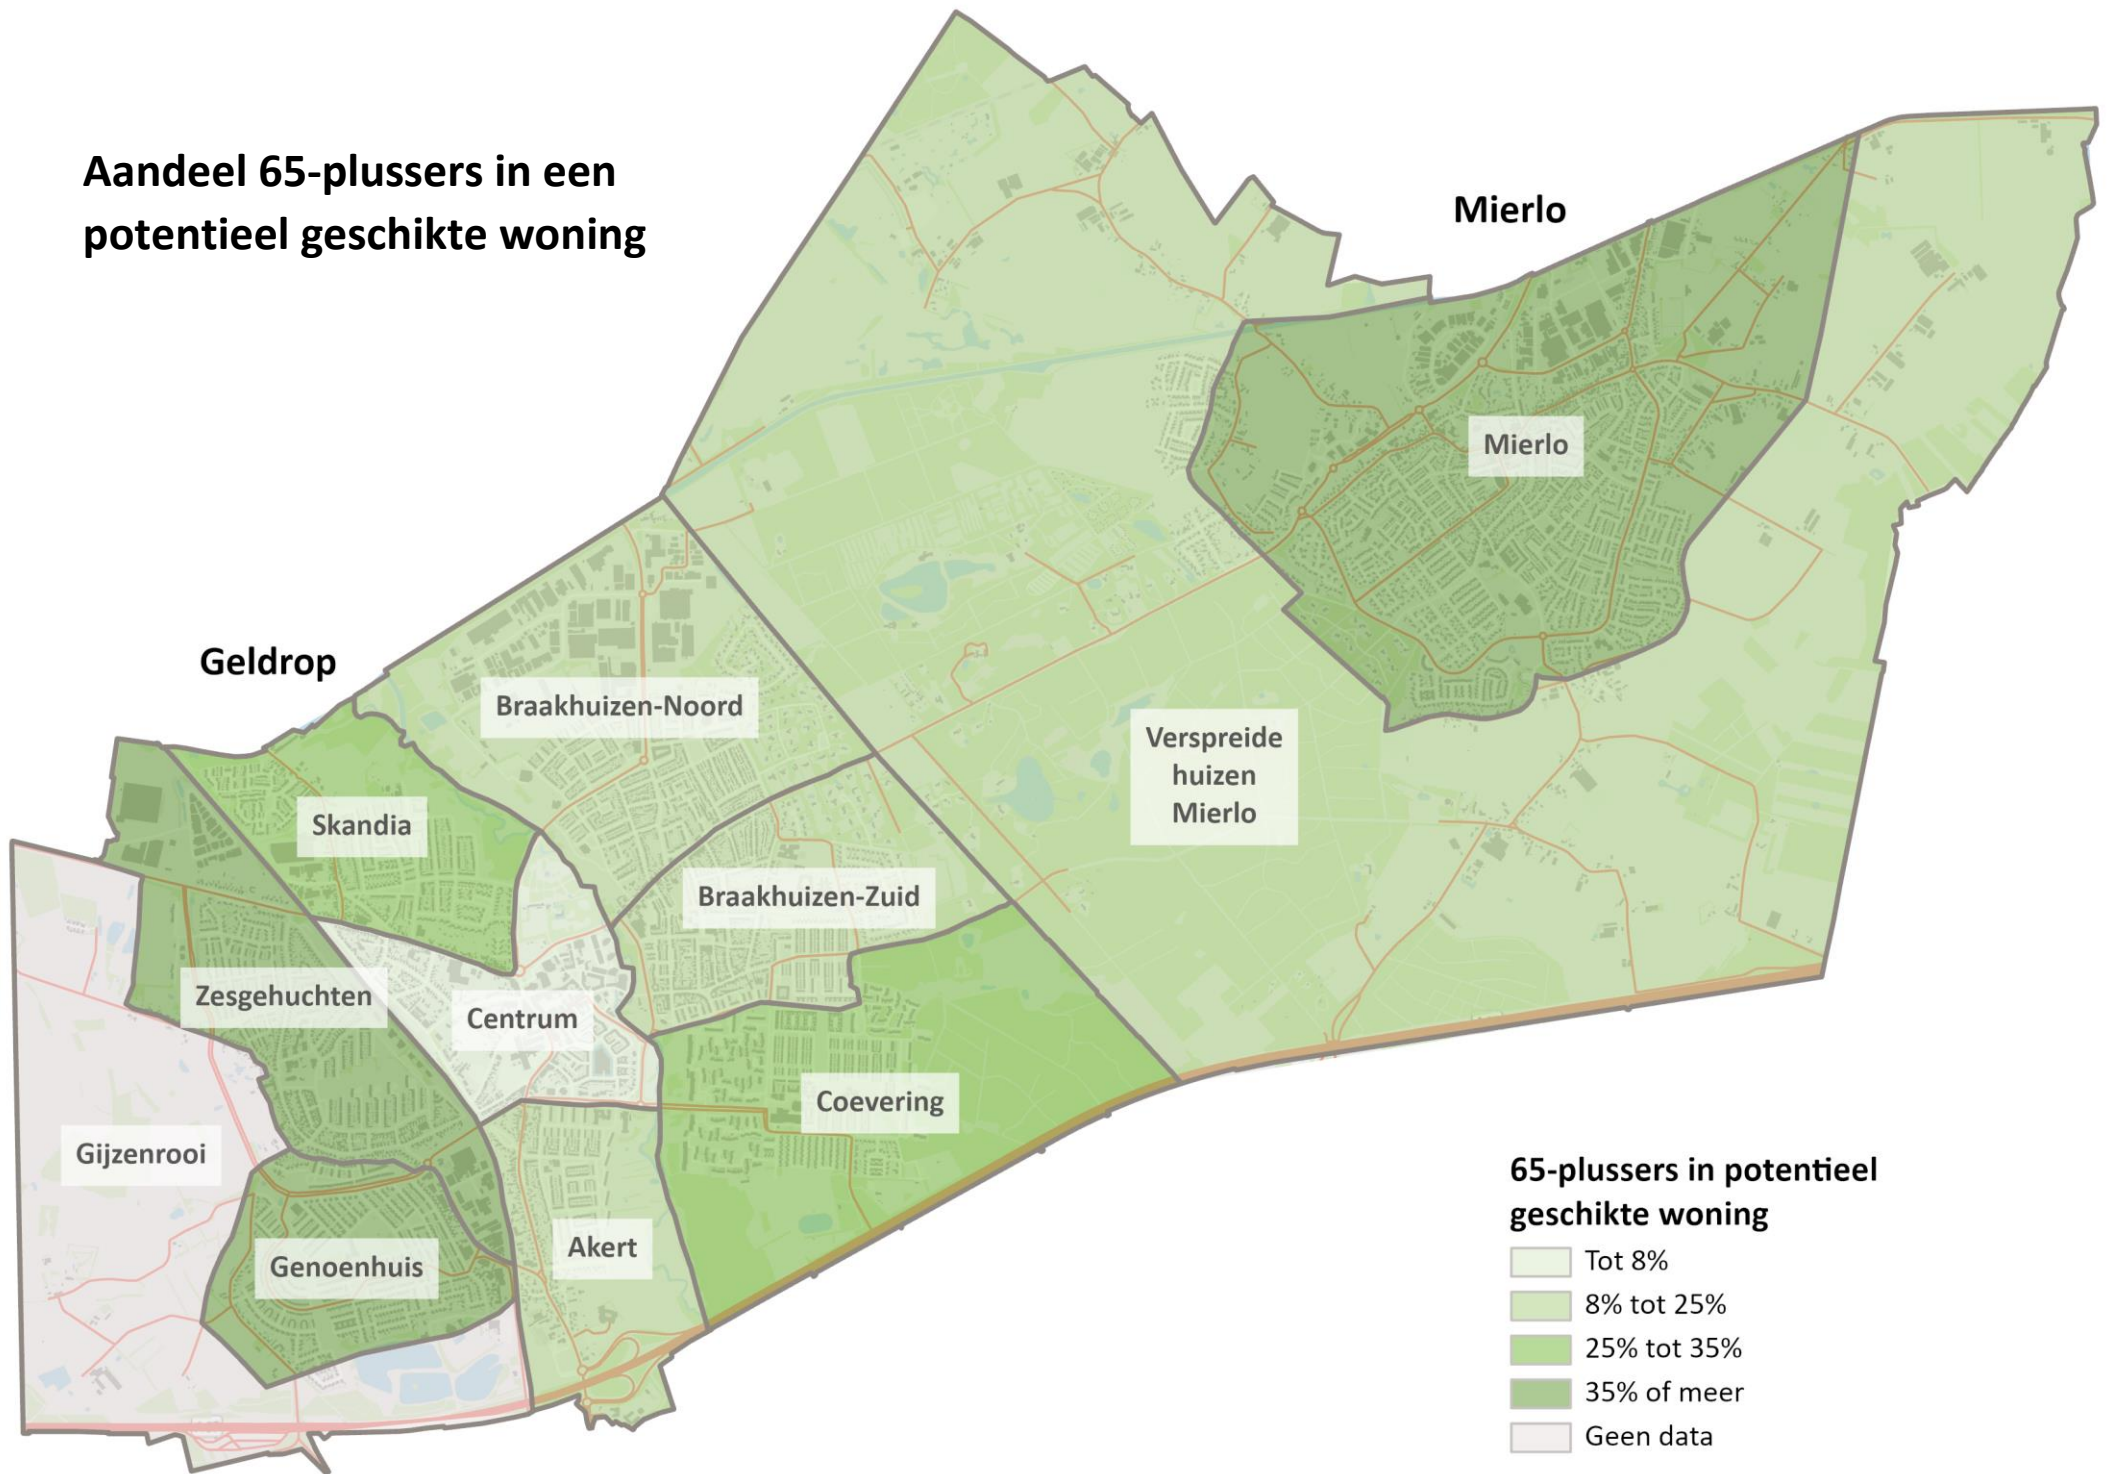 Aandeel 65-plussers in een
potentieel geschikte woning
Mierlo
Mierlo
Geldrop
Braakhuizen-Noord
Verspreide
huizen
Mierlo
Skandia
Braakhuizen-Zuid
Zesgehuchten
Centrum
Coevering
Gijzenrooi
Akert
Genoenhuis
65-plussers in potentieel
geschikte woning
Tot 8%
8% tot 25%
25% tot 35%
35% of meer
Geen data